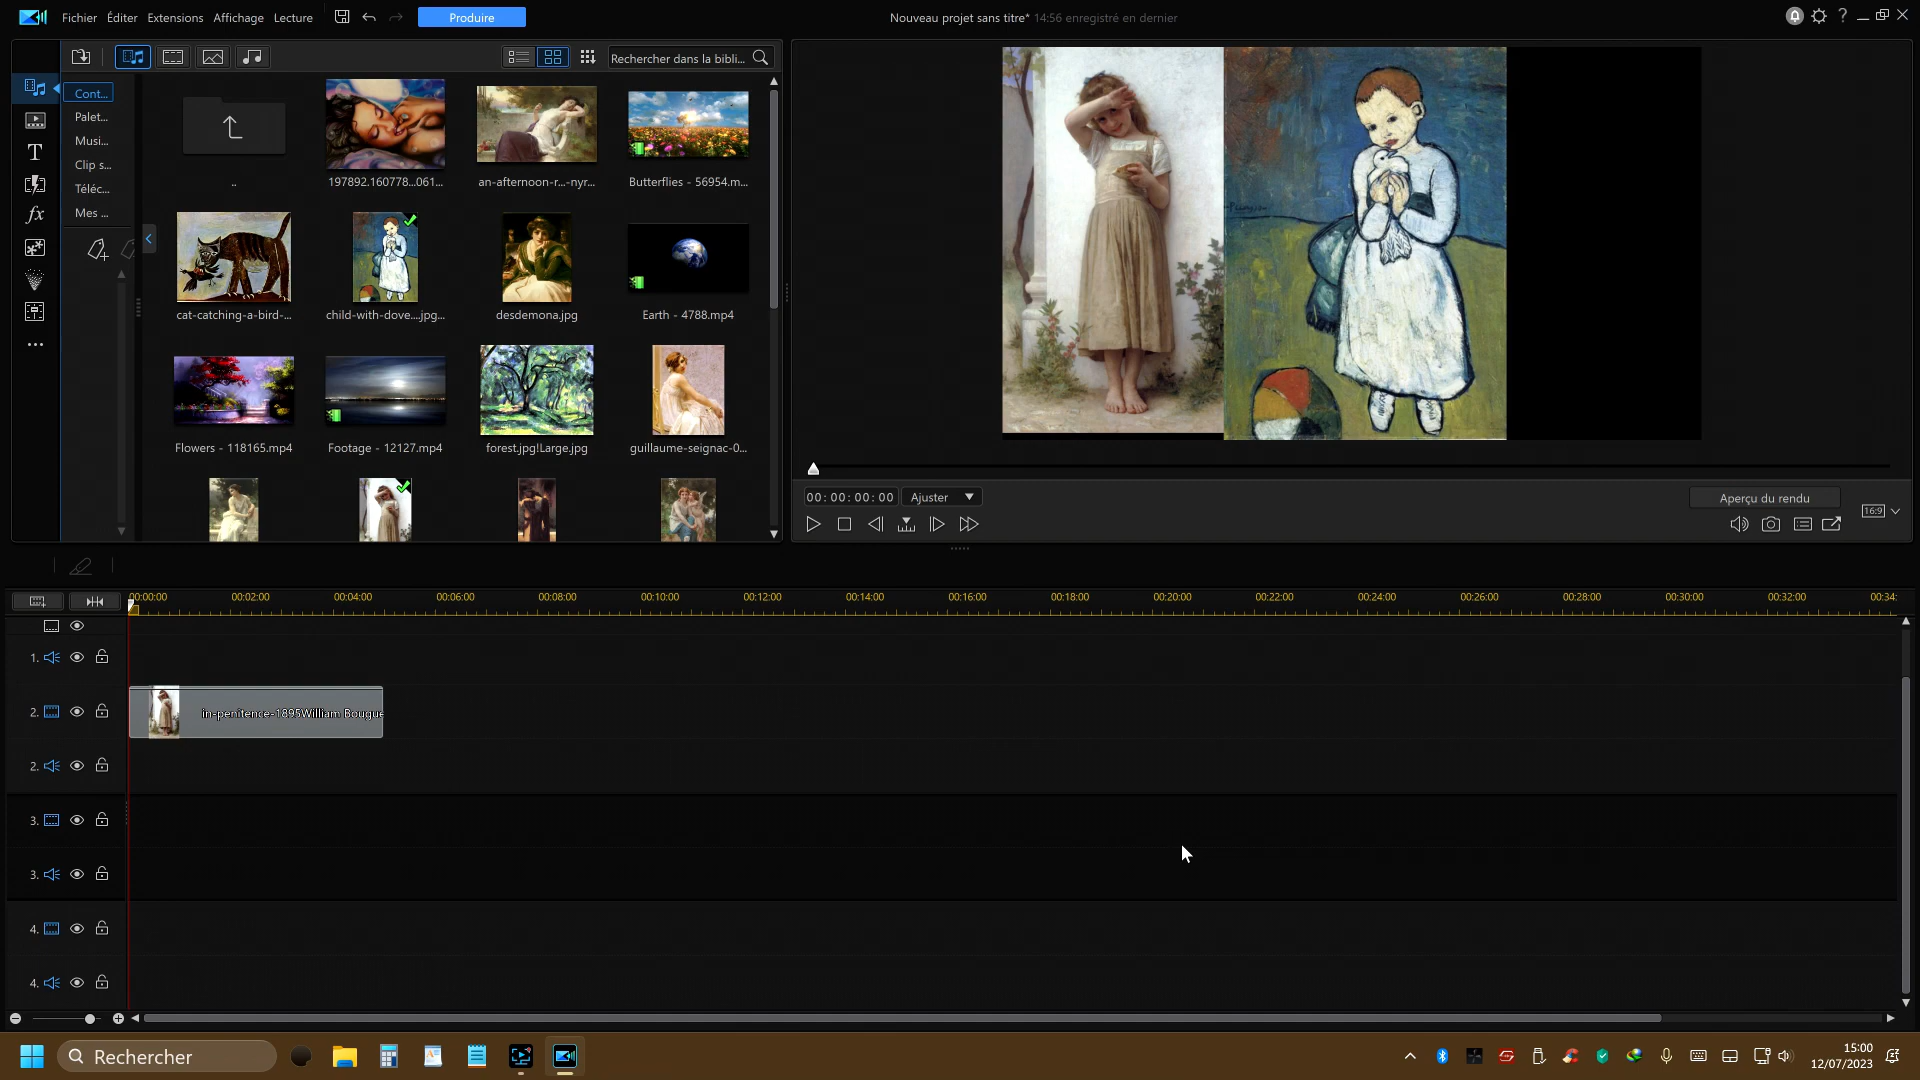 Fichier Éditer Extensions Affichage Lecture
Produire
Nouveau projet sans titre* 14:56 enregistré en dernier
Rechercher dans la bibli...
Cont...
Palet...
Musi...
Clip s...
Téléc...
Mes ...
..
197892.160778...061...
an-afternoon-r...-nyr...
Butterflies - 56954.m...
cat-catching-a-bird-...
child-with-dove....jpg...
desdemona.jpg
Earth - 4788.mp4
Flowers - 118165.mp4
Footage - 12127.mp4
forest.jpg!Large.jpg
guillaume-seignac-0...
00:00:00:00
Ajuster
Aperçu du rendu
16:9
00:00:00 00:02:00 00:04:00 00:06:00 00:08:00 00:10:00 00:12:00 00:14:00 00:16:00 00:18:00 00:20:00 00:22:00 00:24:00 00:26:00 00:28:00 00:30:00 00:32:00 00:34:
1.
2.
in-penitence-1895William Bougue
2.
3.
3.
4.
4.
Rechercher
15:00
12/07/2023